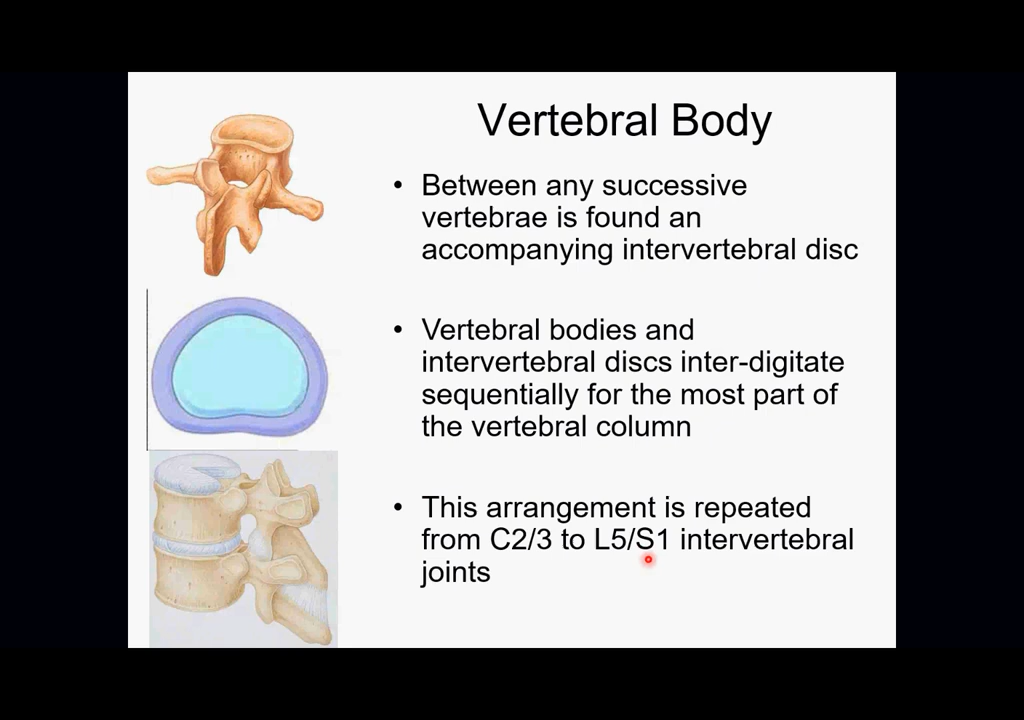 Vertebral Body
• Between any successive
vertebrae is found an
accompanying intervertebral disc
• Vertebral bodies and
intervertebral discs inter-digitate
sequentially for the most part of
the vertebral column
• This arrangement is repeated
from C2/3 to L5/S1 intervertebral
joints